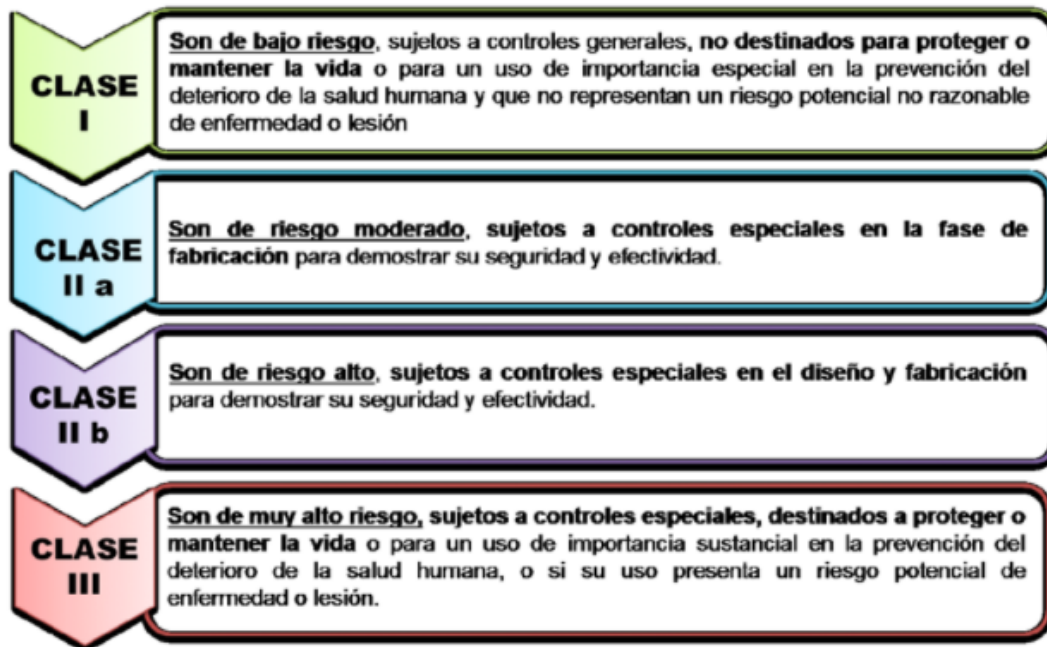 CLASE
I
Son de bajo riesgo, sujetos a controles generales, no destinados para proteger o
mantener la vida o para un uso de importancia especial en la prevención del
deterioro de la salud humana y que no representan un riesgo potencial no razonable
de enfermedad o lesión
CLASE
II a
Son de riesgo moderado, sujetos a controles especiales en la fase de
fabricación para demostrar su seguridad y efectividad.
CLASE
II b
Son de riesgo alto, sujetos a controles especiales en el diseño y fabricación
para demostrar su seguridad y efectividad.
CLASE
III
Son de muy alto riesgo, sujetos a controles especiales, destinados a proteger o
mantener la vida o para un uso de importancia sustancial en la prevención del
deterioro de la salud humana, o si su uso presenta un riesgo potencial de
enfermedad o lesión.